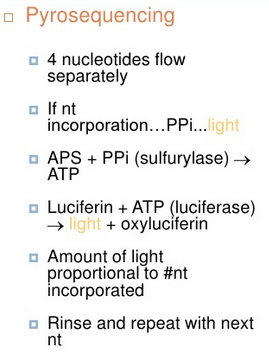 Pyrosequencing
4 nucleotides flow
separately
If nt
incorporation…PPi...light
APS + PPi (sulfurylase) →
ATP
Luciferin + ATP (luciferase)
→ light + oxyluciferin
Amount of light
proportional to #nt
incorporated
Rinse and repeat with next
nt